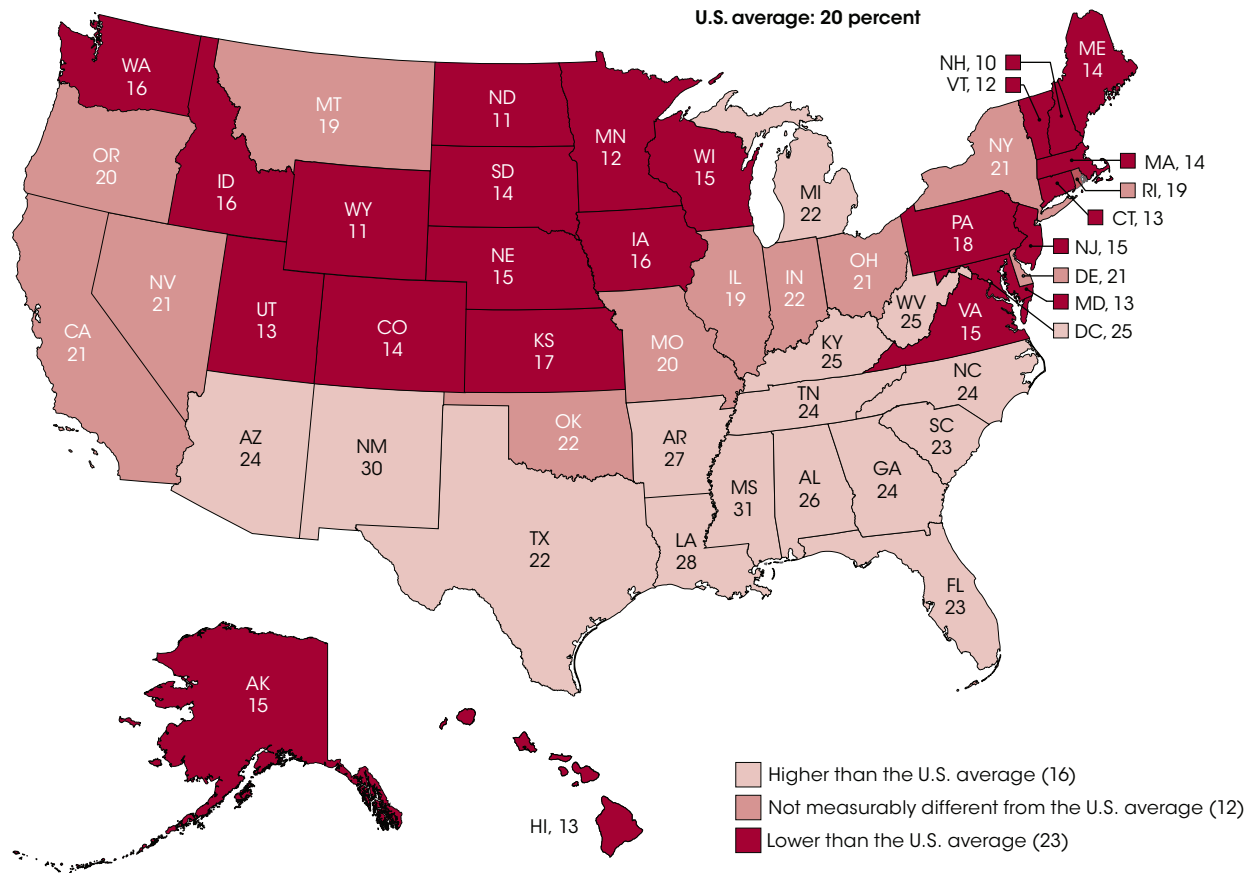 U.S. average: 20 percent
WA
16
MT
19
ND
11
MN
12
OR
20
ID
16
SD
14
WI
15
MI
22
WY
11
NE
15
IA
16
NV
21
UT
13
CO
14
KS
17
MO
20
IL
19
IN
22
OH
21
CA
21
WV
25
KY
25
VA
15
PA
18
NY
21
ME
14
NH, 10
VT, 12
MA, 14
RI, 19
CT, 13
NJ, 15
DE, 21
MD, 13
DC, 25
AZ
24
NM
30
OK
22
AR
27
TN
24
NC
24
SC
23
TX
22
LA
28
MS
31
AL
26
GA
24
FL
23
AK
15
HI, 13
Higher than the U.S. average (16)
Not measurably different from the U.S. average (12)
Lower than the U.S. average (23)